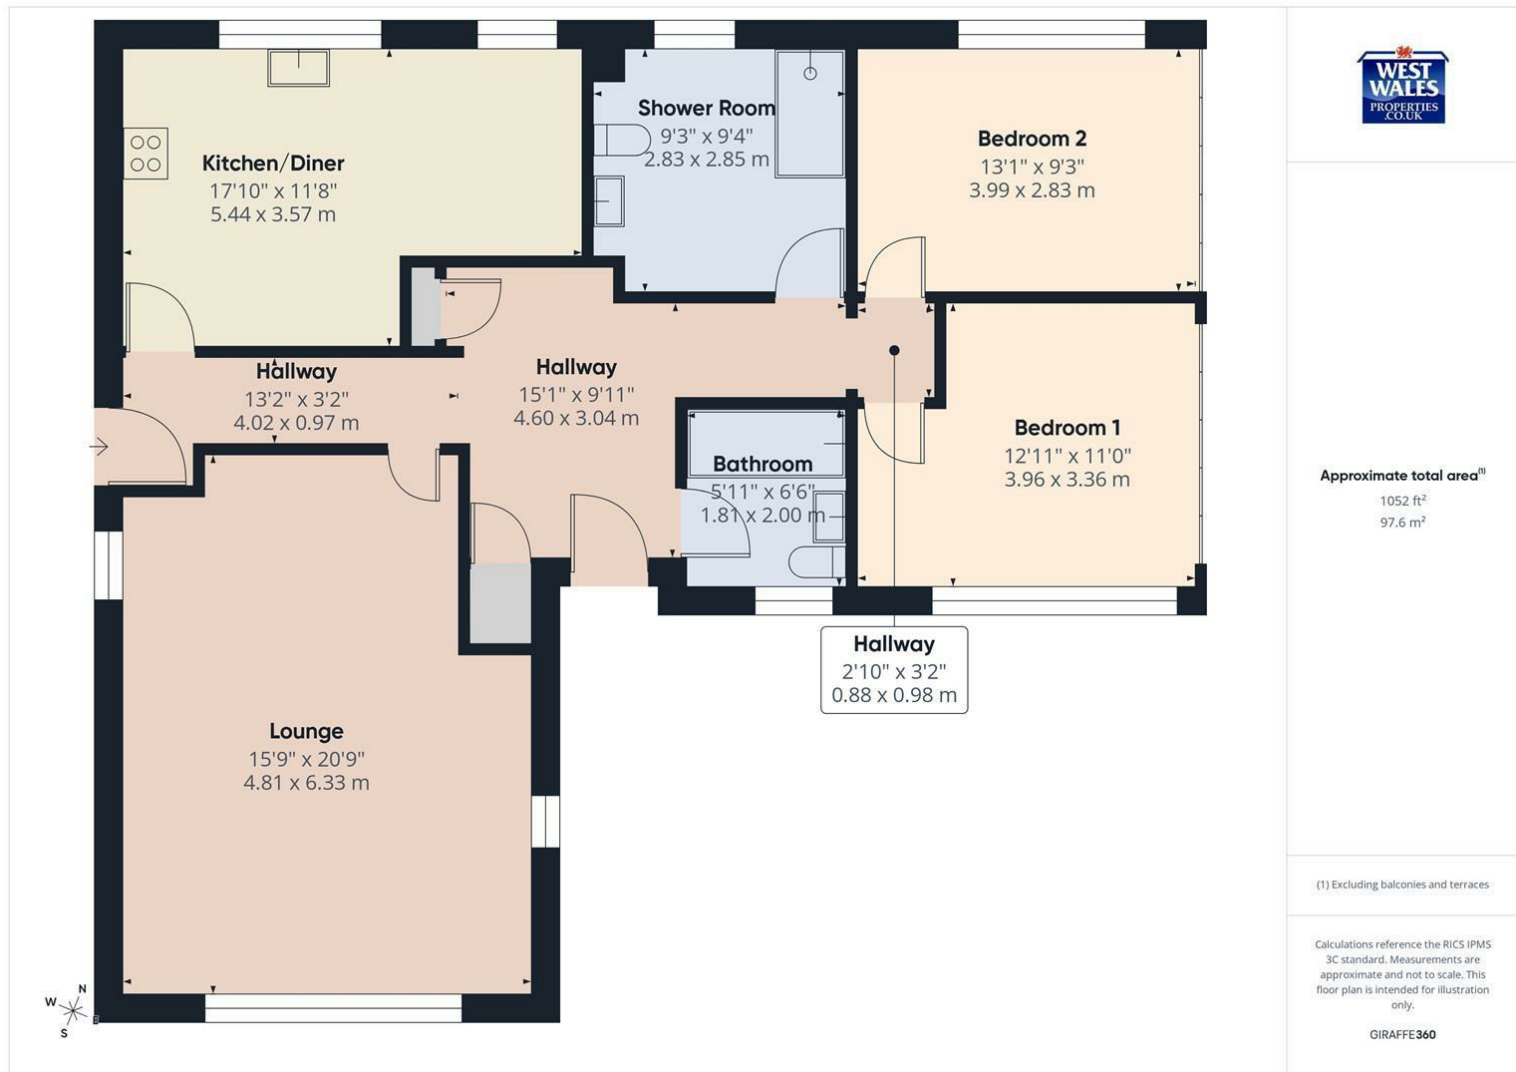 Kitchen/Diner
17'10" x 11'8"
5.44 x 3.57 m
Shower Room
9'3" x 9'4"
2.83 x 2.85 m
Bedroom 2
13'1" x 9'3"
3.99 x 2.83 m
Hallway
13'2" x 3'2"
4.02 x 0.97 m
Hallway
15'1" x 9'11"
4.60 x 3.04 m
Bathroom
5'11" x 6'6"
1.81 x 2.00 m
Bedroom 1
12'11" x 11'0"
3.96 x 3.36 m
Hallway
2'10" x 3'2"
0.88 x 0.98 m
Lounge
15'9" x 20'9"
4.81 x 6.33 m
N
W
E
S
WEST
WALES
PROPERTIES
.CO.UK
Approximate total area(1)
1052 ft²
97.6 m²
(1) Excluding balconies and terraces
Calculations reference the RICS IPMS
3C standard. Measurements are
approximate and not to scale. This
floor plan is intended for illustration
only.
GIRAFFE360